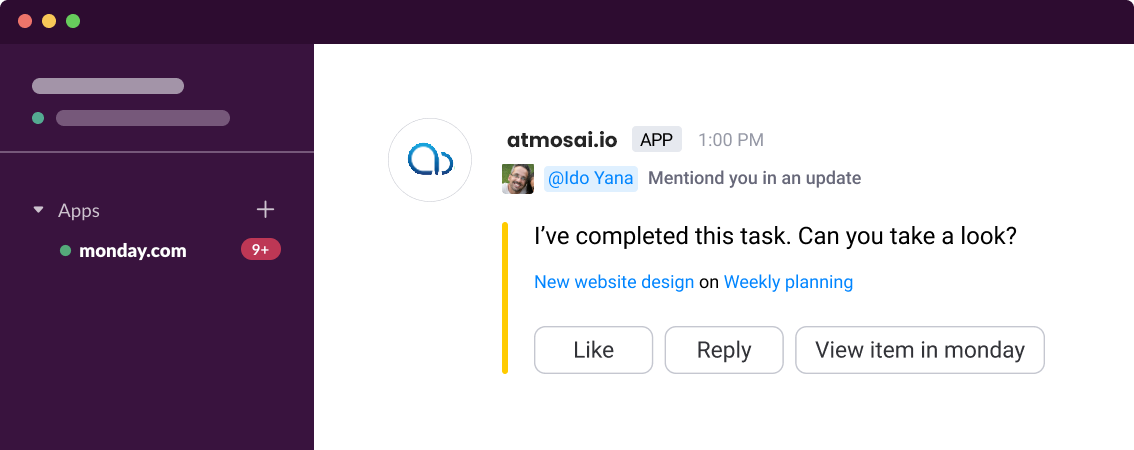 Apps
monday.com 9+
atmosai.io APP 1:00 PM
@Ido Yana Mentiond you in an update
I’ve completed this task. Can you take a look?
New website design on Weekly planning
Like Reply View item in monday